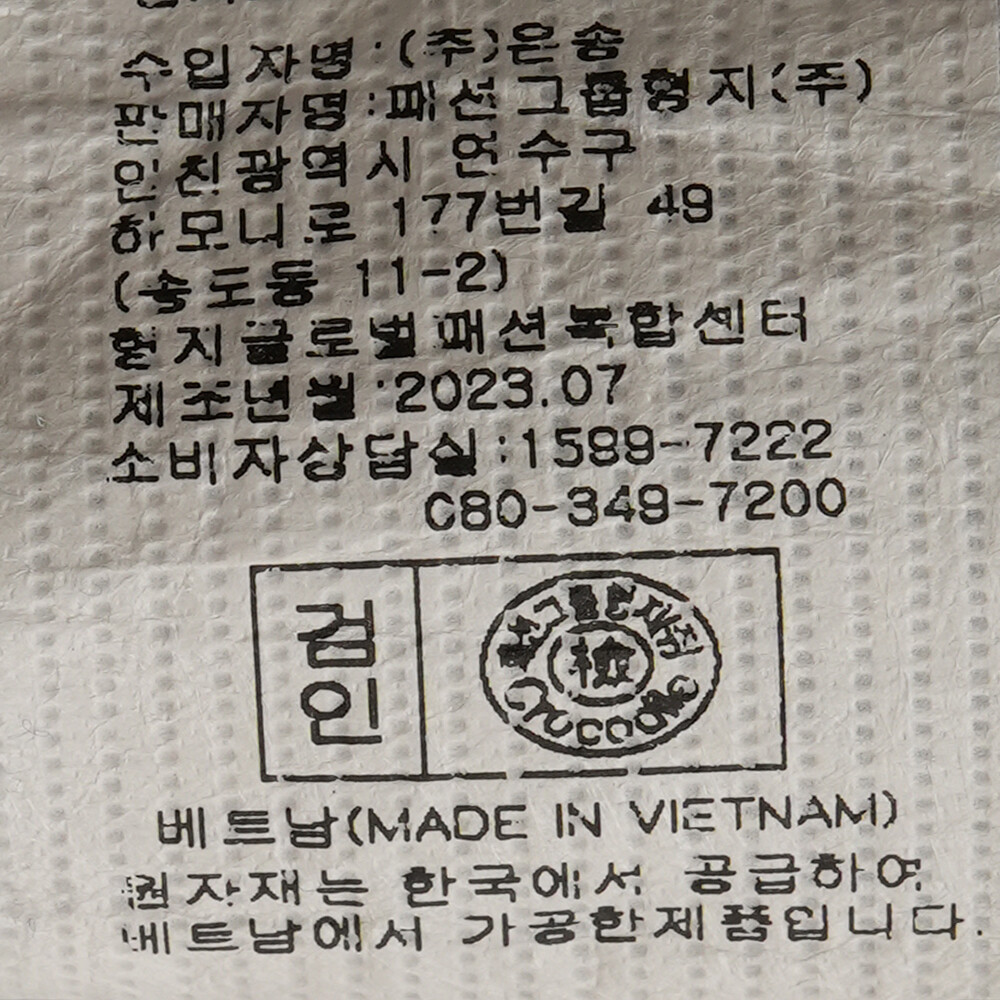 수입자명:(주)은송
판매자명:패션그룹형지(주)
인천광역시 연수구
하모니로 177번길 49
(송도동 11-2)
형지글로벌패션복합센터
제조년월:2023.07
소비자상담실:1599-7222
080-349-7200
검
인
檢
베트남(MADE IN VIETNAM)
원자재는 한국에서 공급하여
베트남에서 가공한제품입니다.